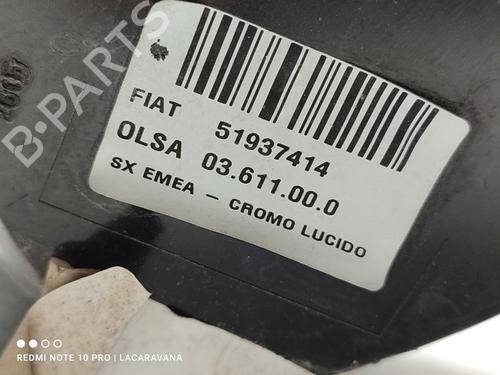 B-PARTS
FIAT 51937414
OLSA 03.611.00.0
SX EMEA - CROMO LUCIDO
REDMI NOTE 10 PRO | LACARAVANA